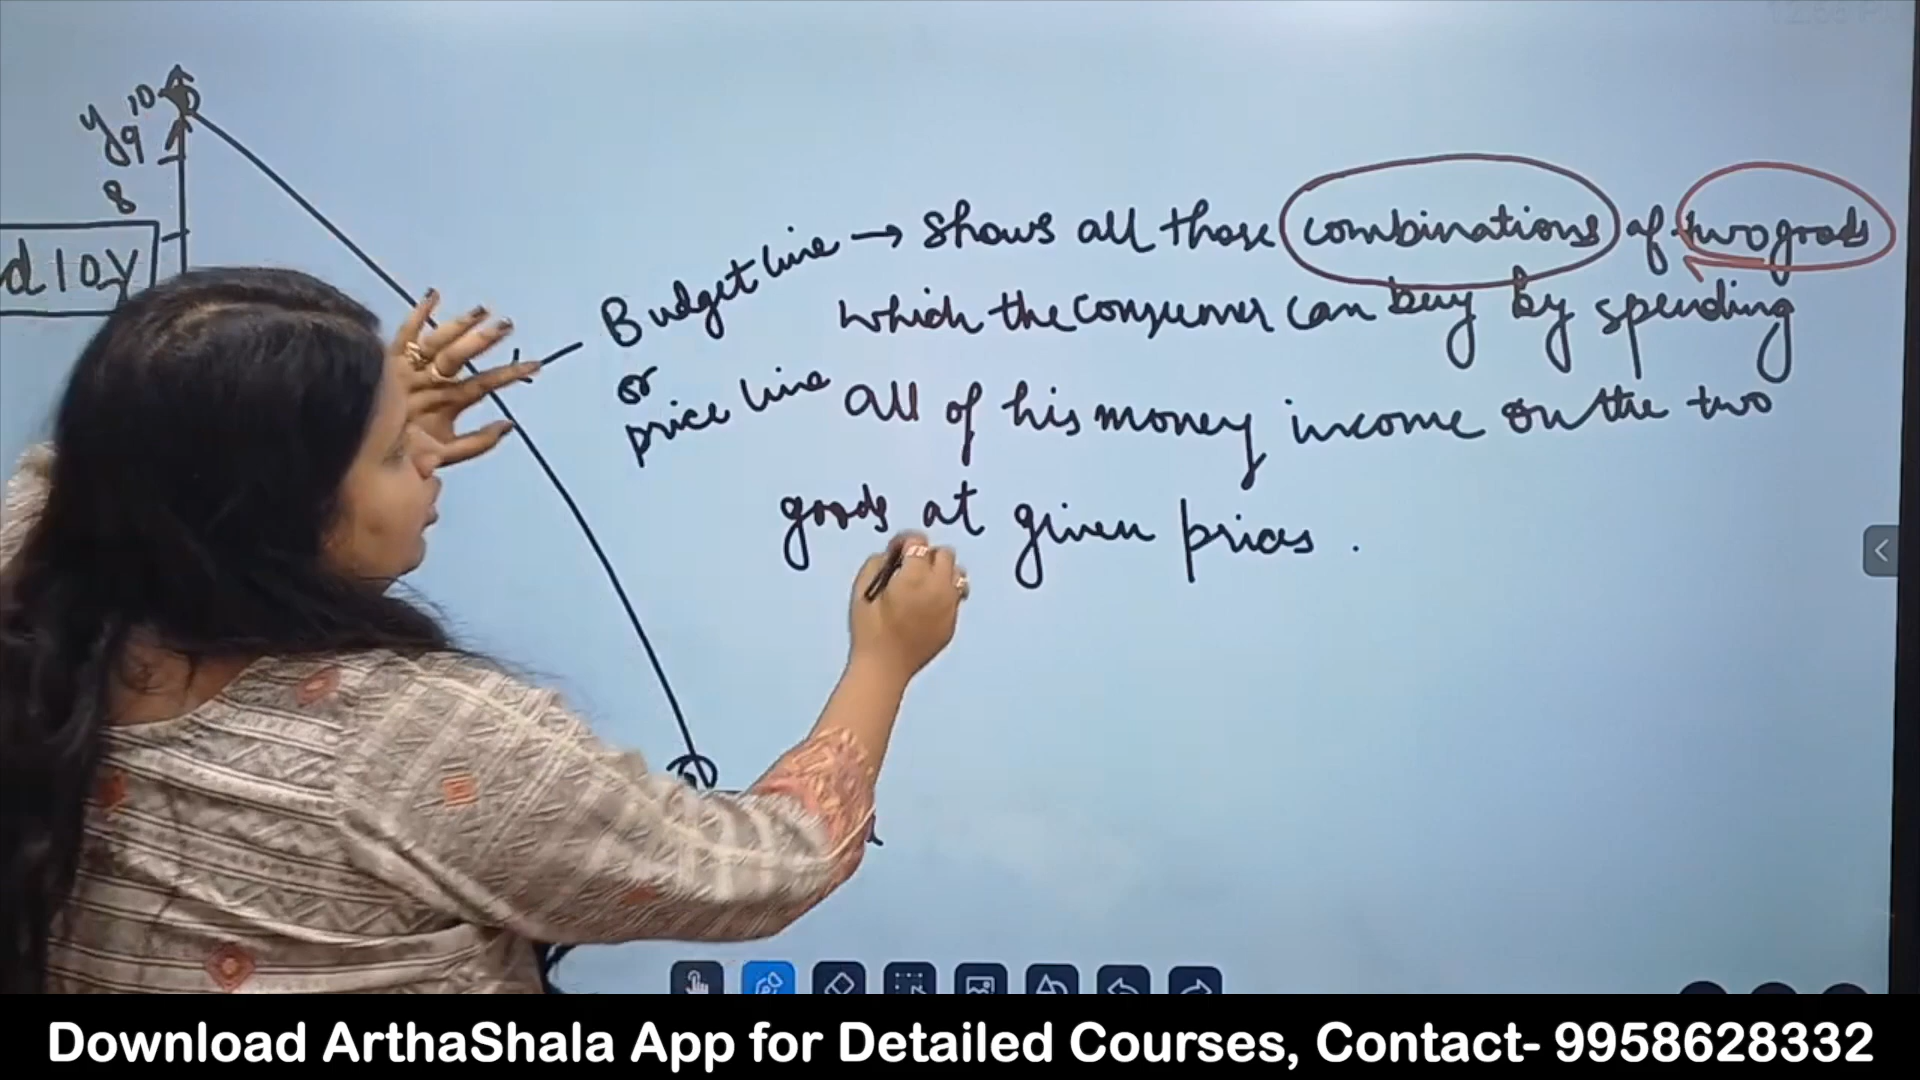 10
y
9
8
d 10y
Budget line → shows all those combinations of two goods
which the consumer can buy by spending
or
price line all of his money income on the two
goods at given prices.
Download ArthaShala App for Detailed Courses, Contact- 9958628332